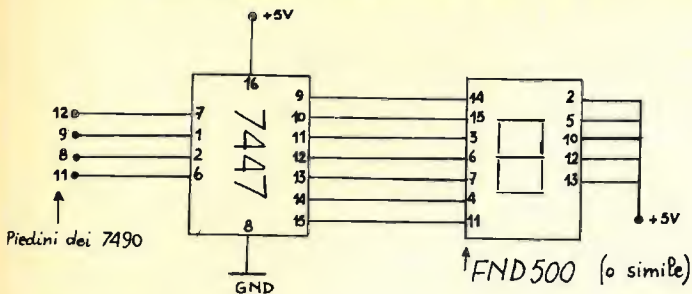 +5V
16
12 7 9 14 2
9 1 10 15 5
8 2 11 3 10
11 6 12 6 12
13 7 13
14 4
15 11
7447
8
Piedini dei 7490
GND
+5V
FND500 (o simile)